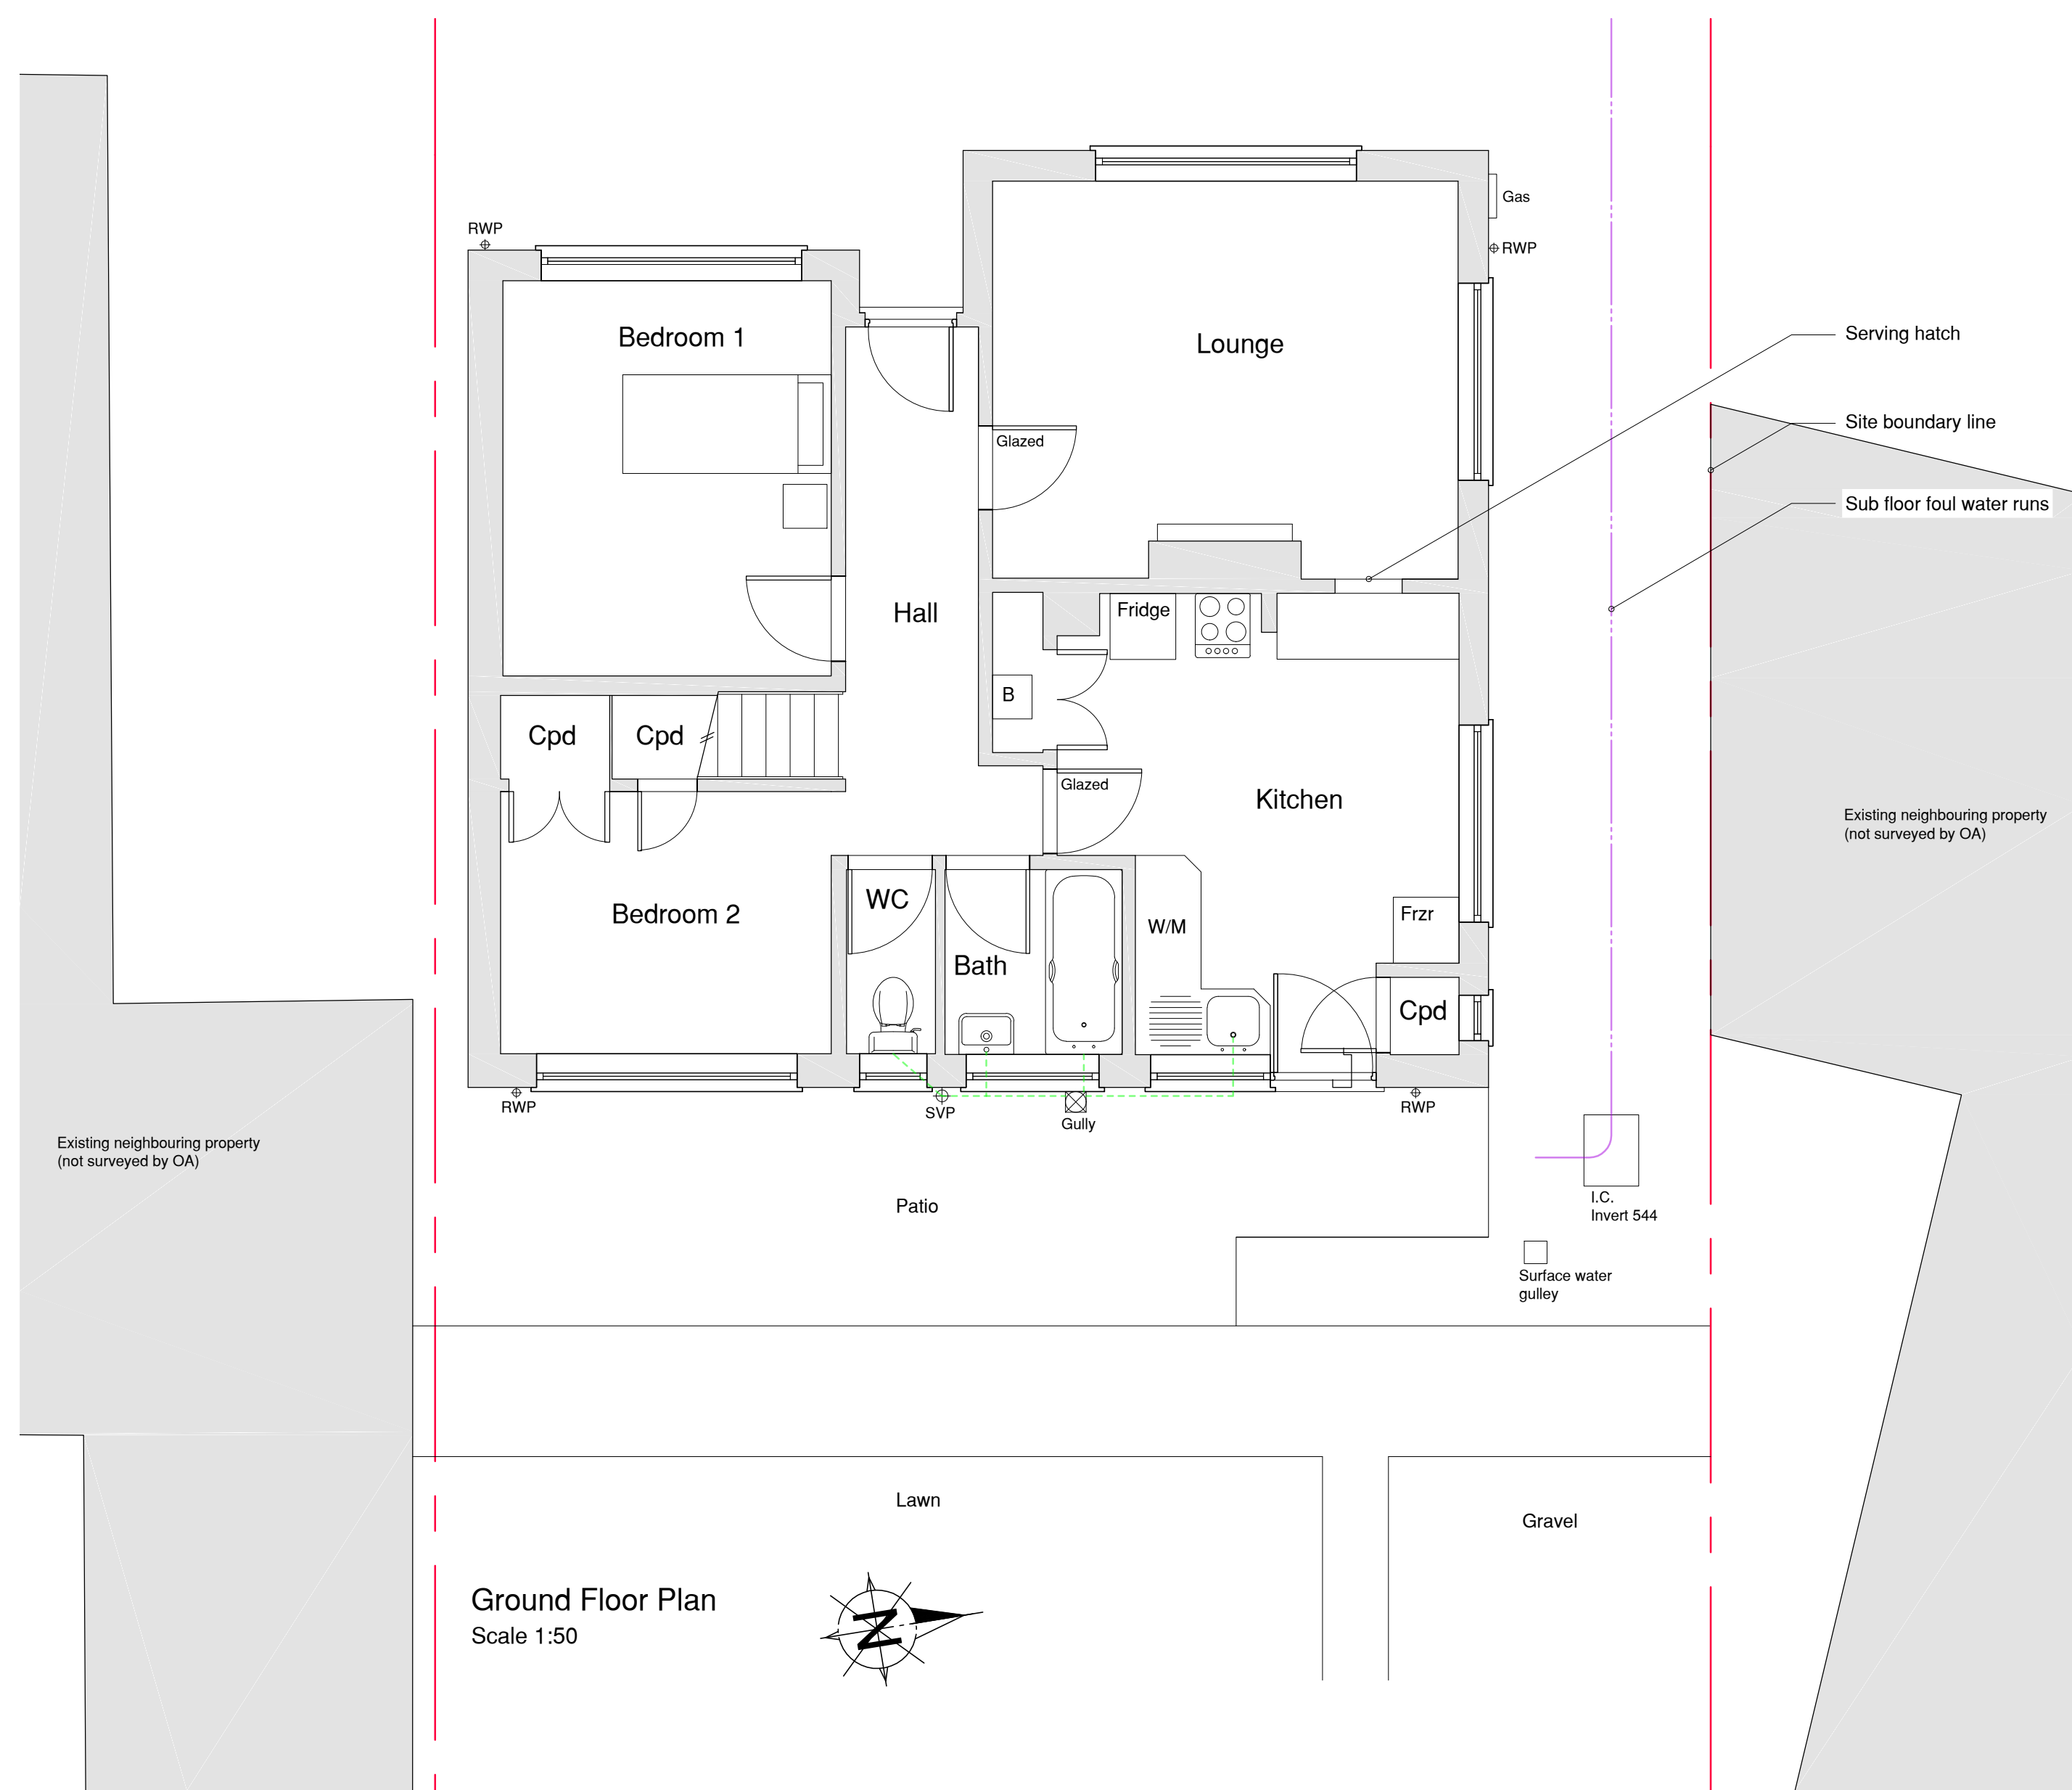 Gas
RWP
RWP
Serving hatch
Bedroom 1
Lounge
Site boundary line
Glazed
Sub floor foul water runs
Hall
Fridge
B
Cpd
Cpd
Glazed
Kitchen
Existing neighbouring property
(not surveyed by OA)
WC
Bedroom 2
Frzr
W/M
Bath
Cpd
RWP
SVP
Gully
RWP
Existing neighbouring property
(not surveyed by OA)
Patio
I.C.
Invert 544
Surface water
gulley
Lawn
Gravel
Ground Floor Plan
Scale 1:50
N